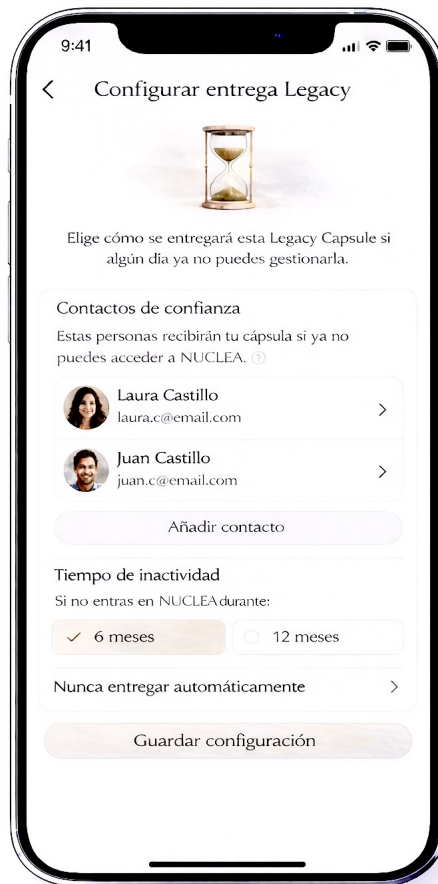 9:41
Configurar entrega Legacy
Elige cómo se entregará esta Legacy Capsule si
algún día ya no puedes gestionarla.
Contactos de confianza
Estas personas recibirán tu cápsula si ya no
puedes acceder a NUCLEA. ?
Laura Castillo
laura.c@email.com
Juan Castillo
juan.c@email.com
Añadir contacto
Tiempo de inactividad
Si no entras en NUCLEA durante:
6 meses
12 meses
Nunca entregar automáticamente
Guardar configuración